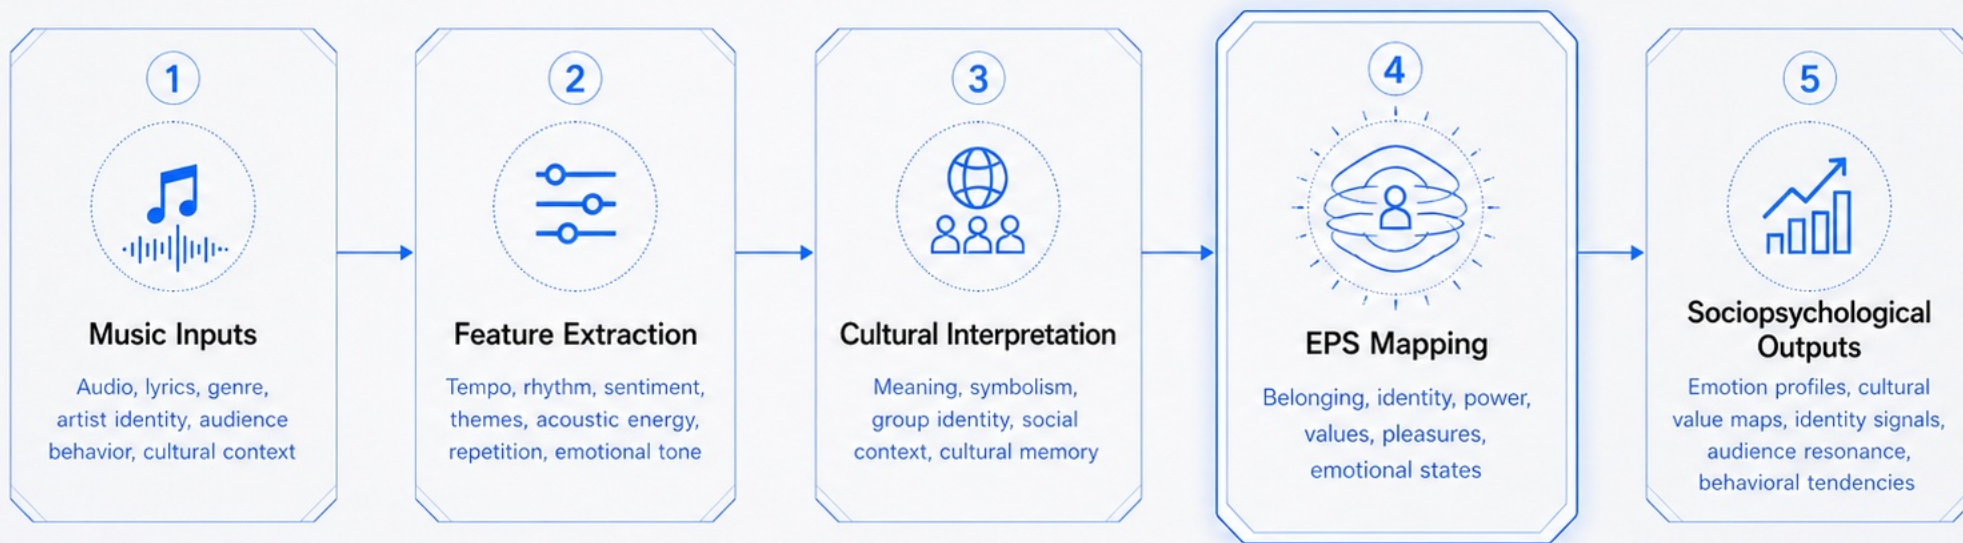 1
Music Inputs
Audio, lyrics, genre,
artist identity, audience
behavior, cultural context
2
Feature Extraction
Tempo, rhythm, sentiment,
themes, acoustic energy,
repetition, emotional tone
3
Cultural Interpretation
Meaning, symbolism,
group identity, social
context, cultural memory
4
EPS Mapping
Belonging, identity, power,
values, pleasures,
emotional states
5
Sociopsychological
Outputs
Emotion profiles, cultural
value maps, identity signals,
audience resonance,
behavioral tendencies